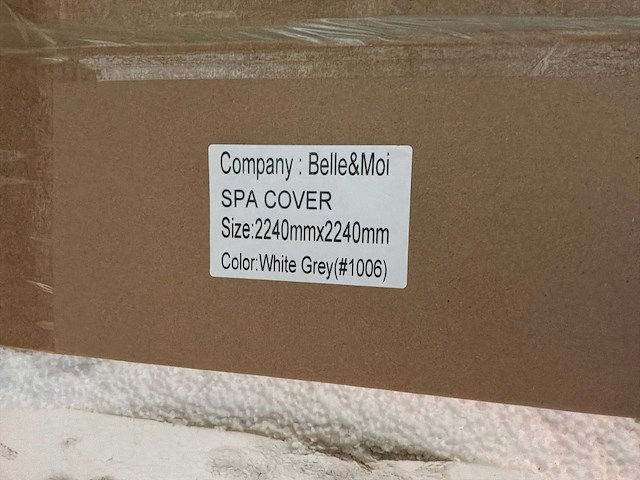 Company : Belle&Moi
SPA COVER
Size:2240mmx2240mm
Color:White Grey(#1006)